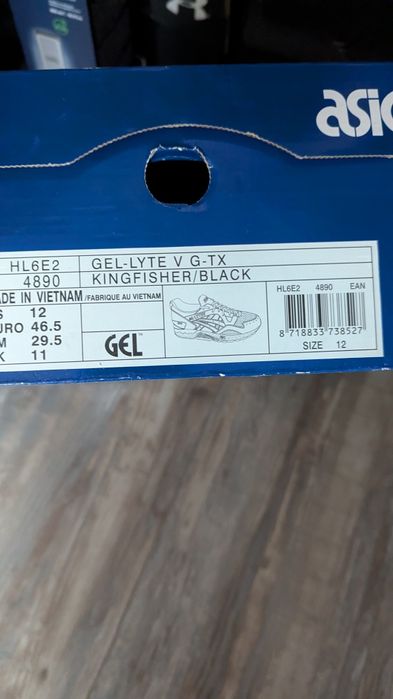 asic
HL6E2 GEL-LYTE V G-TX
4890 KINGFISHER/BLACK
ADE IN VIETNAM/FABRIQUE AU VIETNAM
S 12
URO 46.5
M 29.5
K 11
GEL
HL6E2 4890 EAN
8 718833 738527
SIZE 12